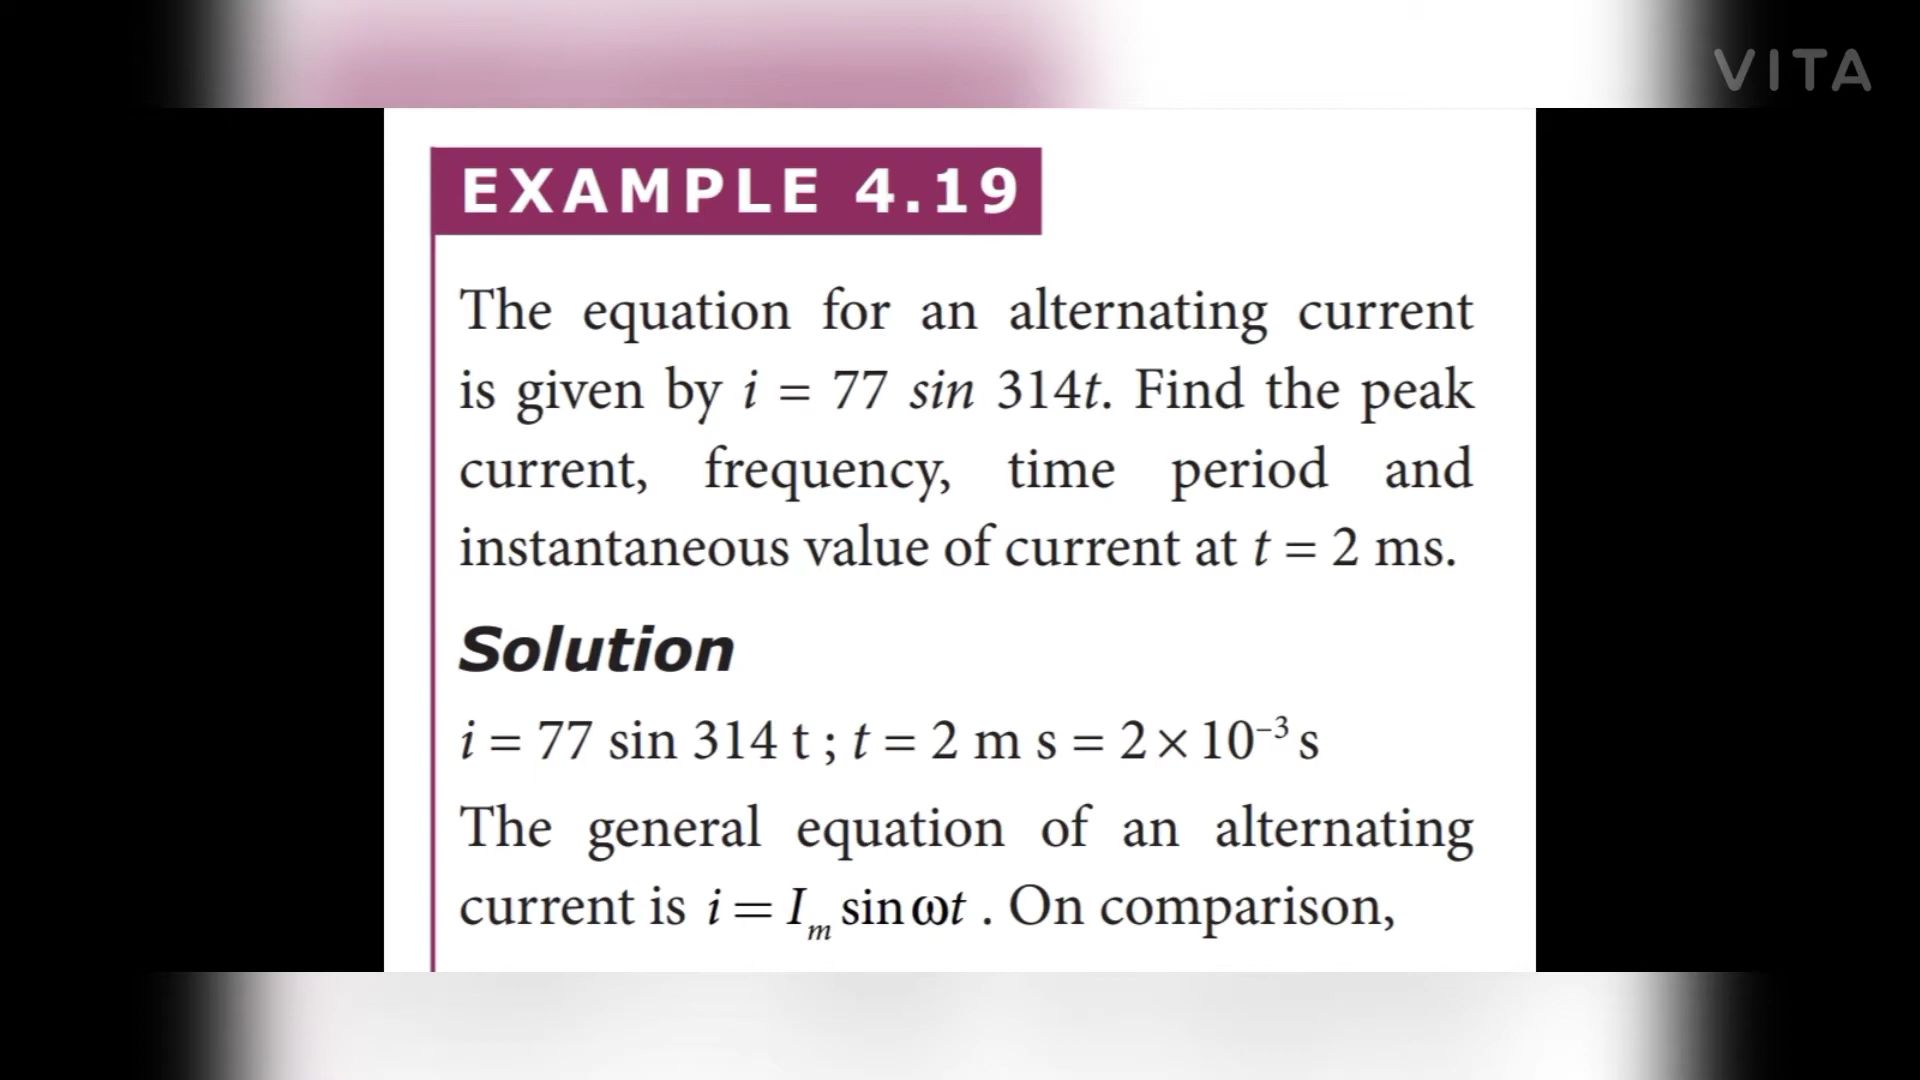 VITA
EXAMPLE 4.19
The equation for an alternating current
is given by i = 77 sin 314t. Find the peak
current, frequency, time period and
instantaneous value of current at t = 2 ms.
Solution
i = 77 sin 314 t ; t = 2 m s = 2 × 10⁻³ s
The general equation of an alternating
current is i = Iₘ sin ωt . On comparison,